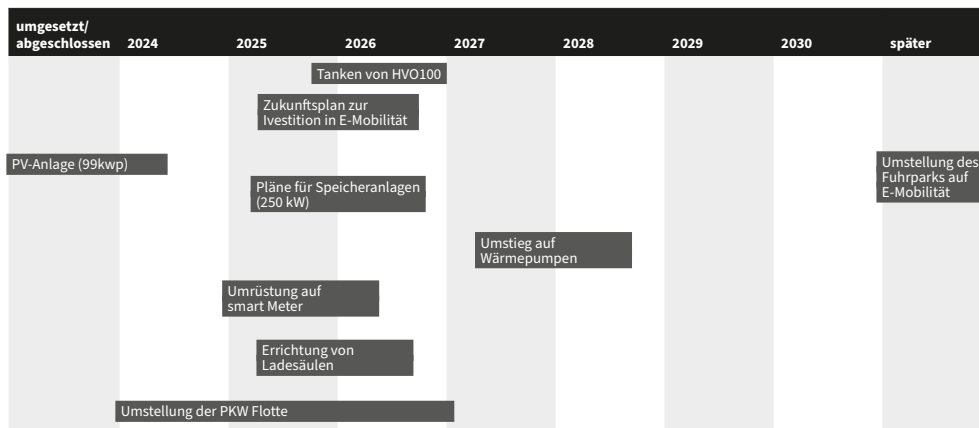 umgesetzt/
abgeschlossen 2024 2025 2026 2027 2028 2029 2030 später
Tanken von HVO100
Zukunftsplan zur
Ivestition in E-Mobilität
PV-Anlage (99kwp)
Umstellung des
Fuhrparks auf
E-Mobilität
Pläne für Speicheranlagen
(250 kW)
Umstieg auf
Wärmepumpen
Umrüstung auf
smart Meter
Errichtung von
Ladesäulen
Umstellung der PKW Flotte